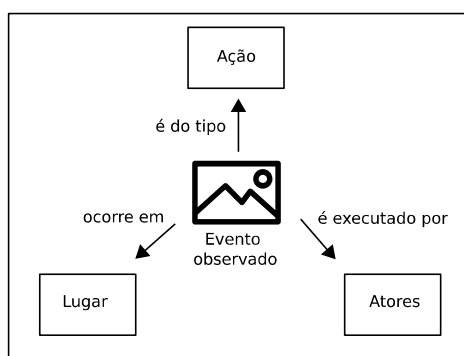 Ação
é do tipo
ocorre em
é executado por
Evento
observado
Lugar
Atores